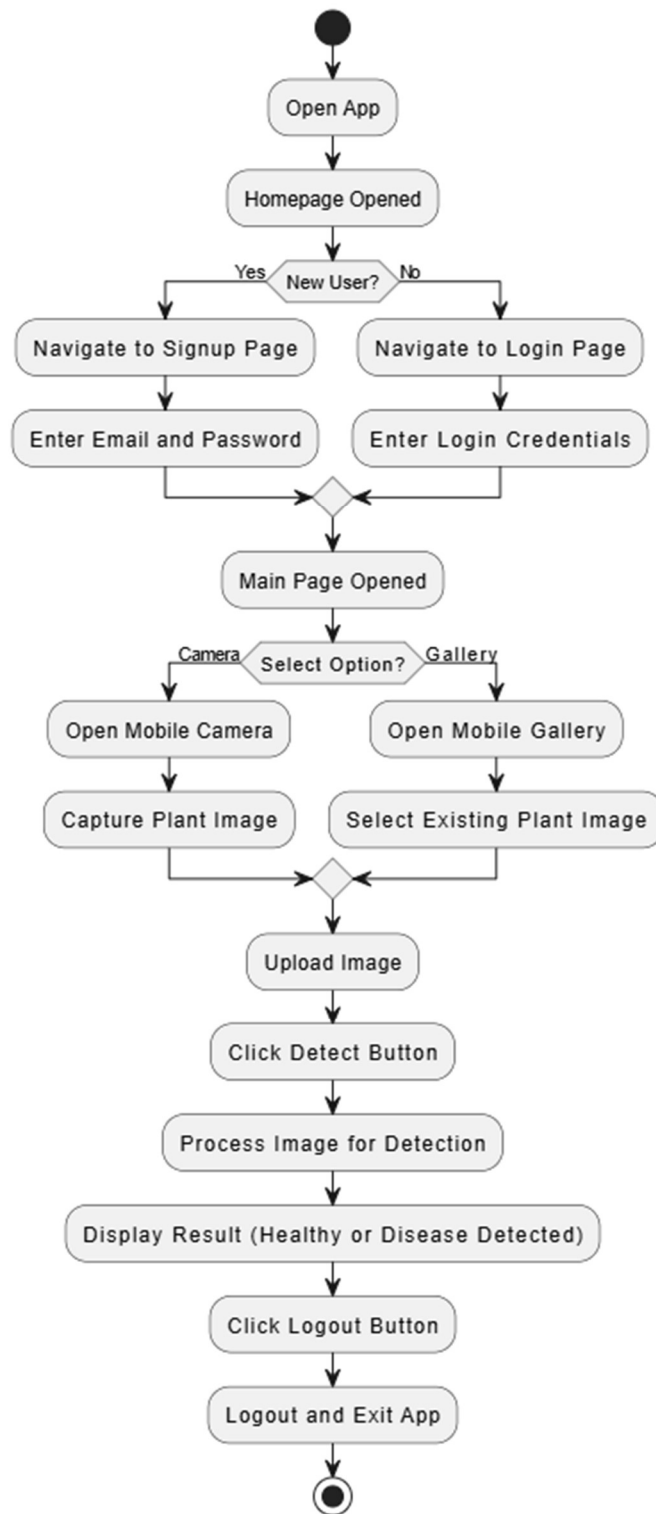 Open App
Homepage Opened
Yes
New User?
No
Navigate to Signup Page
Navigate to Login Page
Enter Email and Password
Enter Login Credentials
Main Page Opened
Camera
Select Option?
Gallery
Open Mobile Camera
Open Mobile Gallery
Capture Plant Image
Select Existing Plant Image
Upload Image
Click Detect Button
Process Image for Detection
Display Result (Healthy or Disease Detected)
Click Logout Button
Logout and Exit App